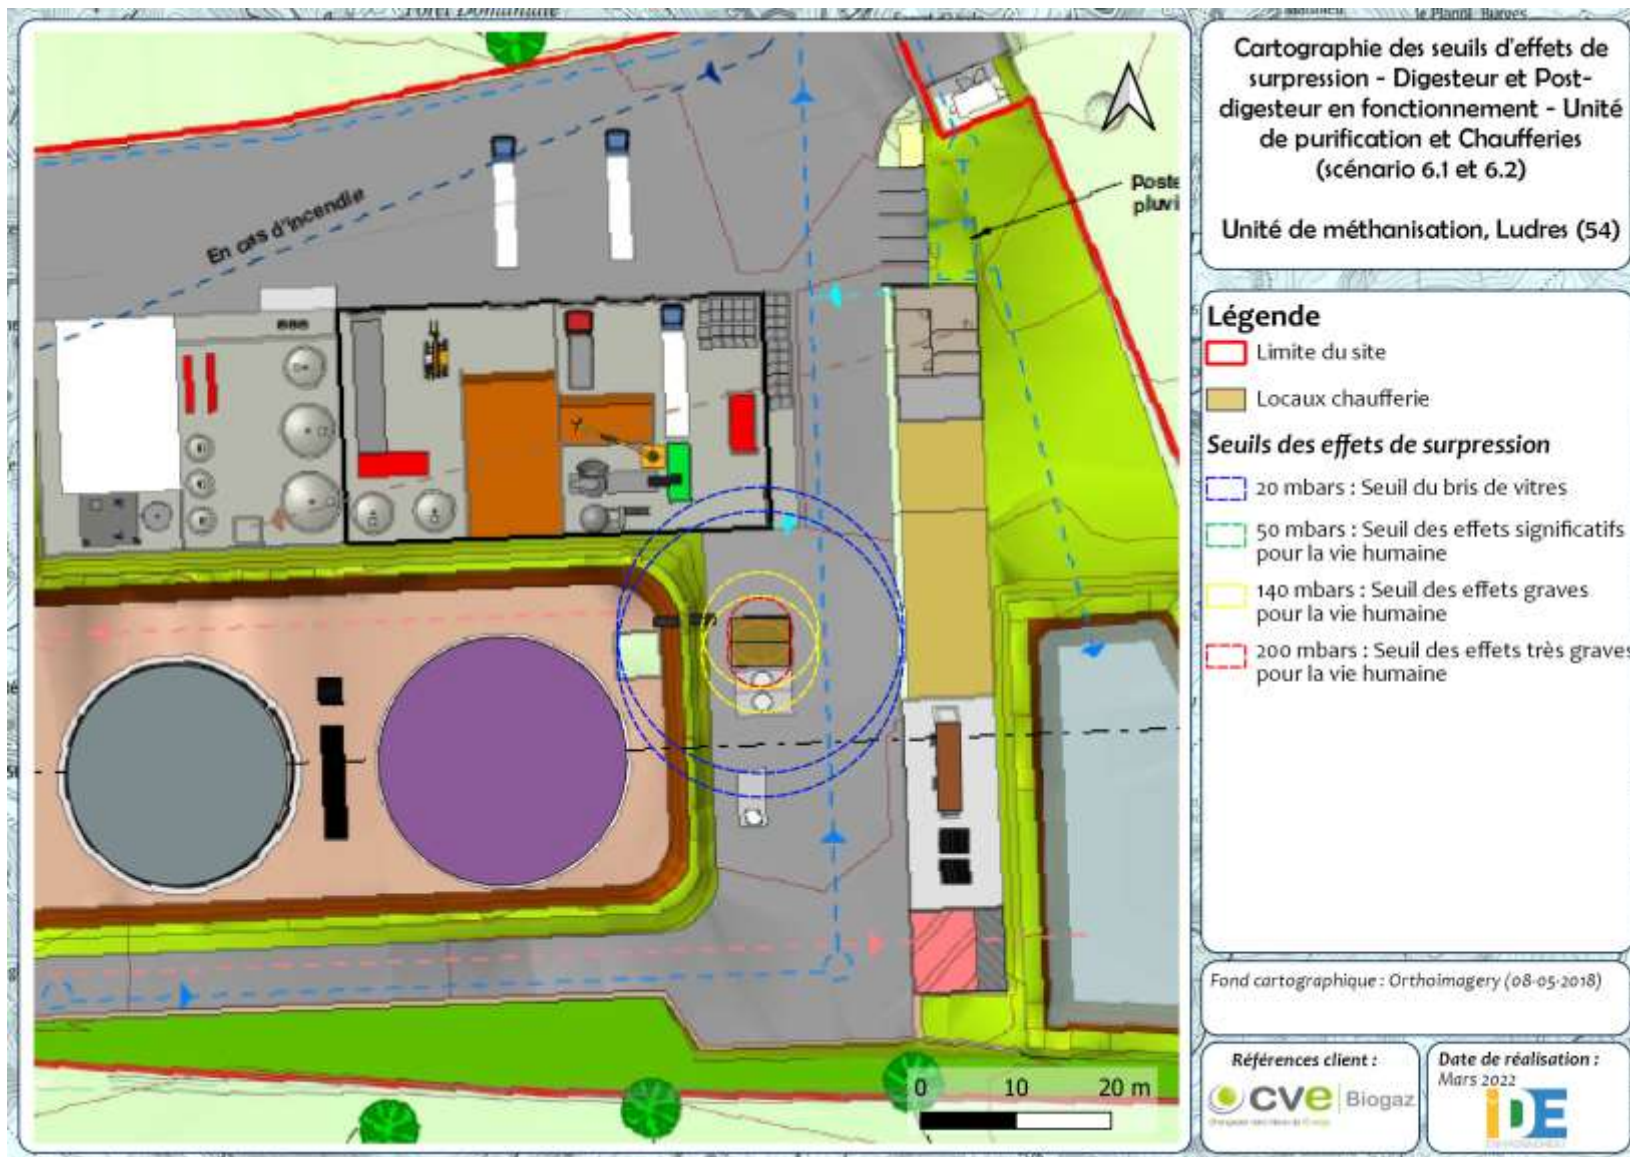 Cartographie des seuils d'effets de
surpression - Digesteur et Post-
digesteur en fonctionnement - Unité
de purification et Chaufferies
(scénario 6.1 et 6.2)
Unité de méthanisation, Ludres (54)
En cas d'incendie
Poste
pluvi
Légende
Limite du site
Locaux chaufferie
Seuils des effets de surpression
20 mbars : Seuil du bris de vitres
50 mbars : Seuil des effets significatifs
pour la vie humaine
140 mbars : Seuil des effets graves
pour la vie humaine
200 mbars : Seuil des effets très graves
pour la vie humaine
Fond cartographique : Orthoimagery (08-05-2018)
0 10 20 m
Références client :
cve Biogaz
Date de réalisation :
Mars 2022
iDE